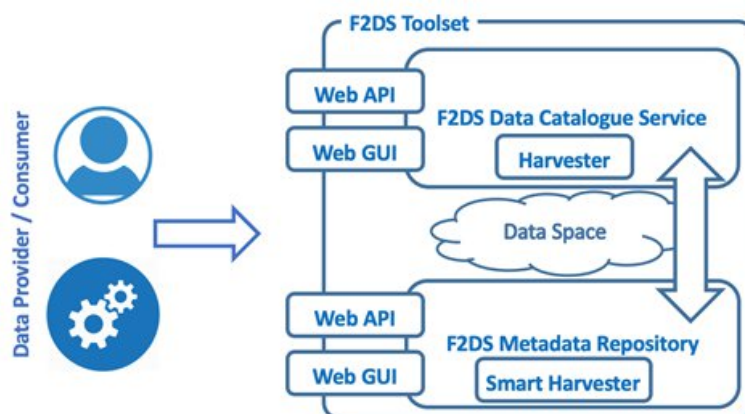 F2DS Toolset
Data Provider / Consumer
Web API
Web GUI
F2DS Data Catalogue Service
Harvester
Data Space
Web API
Web GUI
F2DS Metadata Repository
Smart Harvester